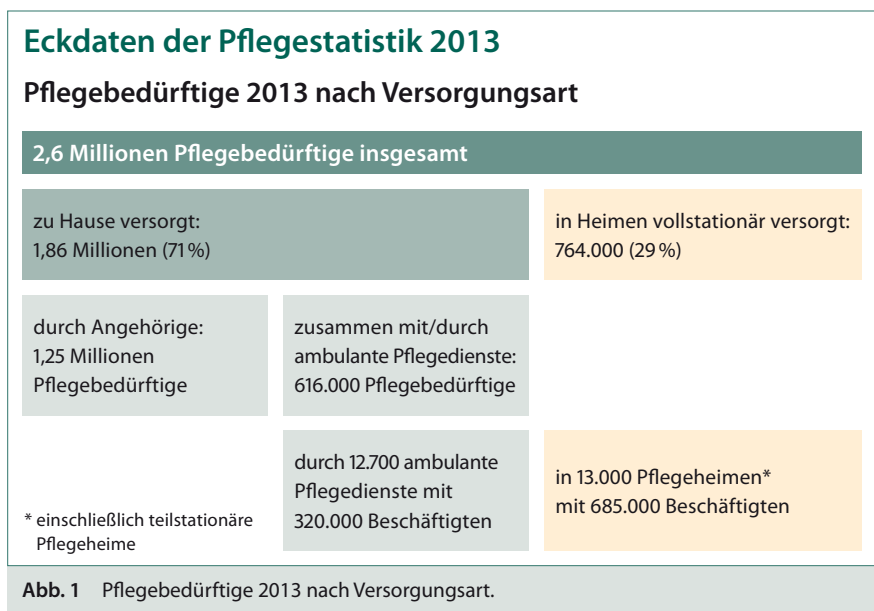 Eckdaten der Pflegestatistik 2013
Pflegebedürftige 2013 nach Versorgungsart
2,6 Millionen Pflegebedürftige insgesamt
zu Hause versorgt:
1,86 Millionen (71 %)
in Heimen vollstationär versorgt:
764.000 (29 %)
durch Angehörige:
1,25 Millionen
Pflegebedürftige
zusammen mit/durch
ambulante Pflegedienste:
616.000 Pflegebedürftige
durch 12.700 ambulante
Pflegedienste mit
320.000 Beschäftigten
in 13.000 Pflegeheimen*
mit 685.000 Beschäftigten
* einschließlich teilstationäre
Pflegeheime
Abb. 1 Pflegebedürftige 2013 nach Versorgungsart.